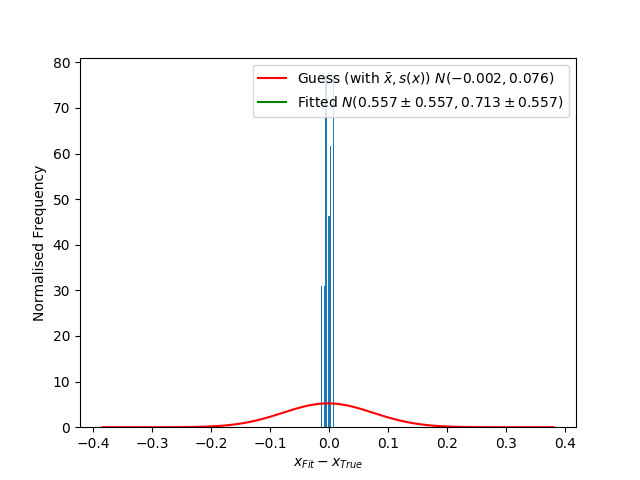 80
70
60
50
40
30
20
10
0
Normalised Frequency
Guess (with x̄, s(x)) N(−0.002, 0.076)
Fitted N(0.557 ± 0.557, 0.713 ± 0.557)
−0.4 −0.3 −0.2 −0.1 0.0 0.1 0.2 0.3 0.4
x_Fit − x_True